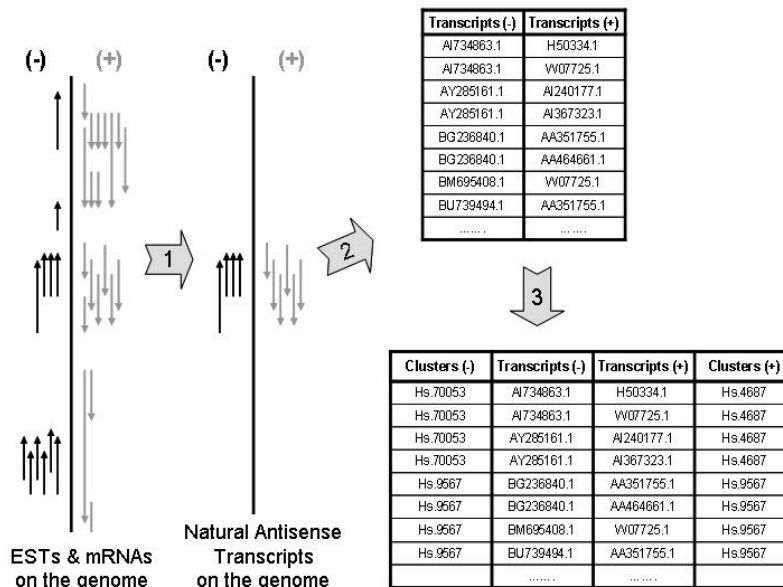 (-) (+)
(-) (+)
1
2
3
ESTs & mRNAs
on the genome
Natural Antisense
Transcripts
on the genome
Transcripts (-) Transcripts (+)
AI734863.1 H50334.1
AI734863.1 W07725.1
AY285161.1 AI240177.1
AY285161.1 AI367323.1
BG236840.1 AA351755.1
BG236840.1 AA464661.1
BM695408.1 W07725.1
BU739494.1 AA351755.1
....... .......
Clusters (-) Transcripts (-) Transcripts (+) Clusters (+)
Hs.70053 AI734863.1 H50334.1 Hs.4687
Hs.70053 AI734863.1 W07725.1 Hs.4687
Hs.70053 AY285161.1 AI240177.1 Hs.4687
Hs.70053 AY285161.1 AI367323.1 Hs.4687
Hs.9567 BG236840.1 AA351755.1 Hs.9567
Hs.9567 BG236840.1 AA464661.1 Hs.9567
Hs.9567 BM695408.1 W07725.1 Hs.9567
Hs.9567 BU739494.1 AA351755.1 Hs.9567
....... .......